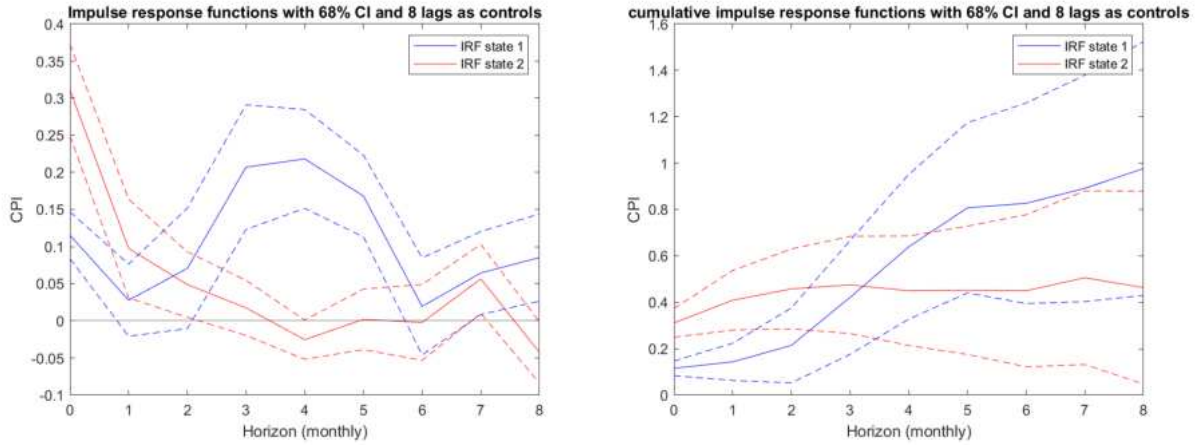 Impulse response functions with 68% CI and 8 lags as controls
0.4
0.35
0.3
0.25
0.2
0.15
0.1
0.05
0
-0.05
-0.1
CPI
IRF state 1
IRF state 2
0 1 2 3 4 5 6 7 8
Horizon (monthly)
cumulative impulse response functions with 68% CI and 8 lags as controls
1.6
1.4
1.2
1
0.8
0.6
0.4
0.2
0
CPI
IRF state 1
IRF state 2
0 1 2 3 4 5 6 7 8
Horizon (monthly)